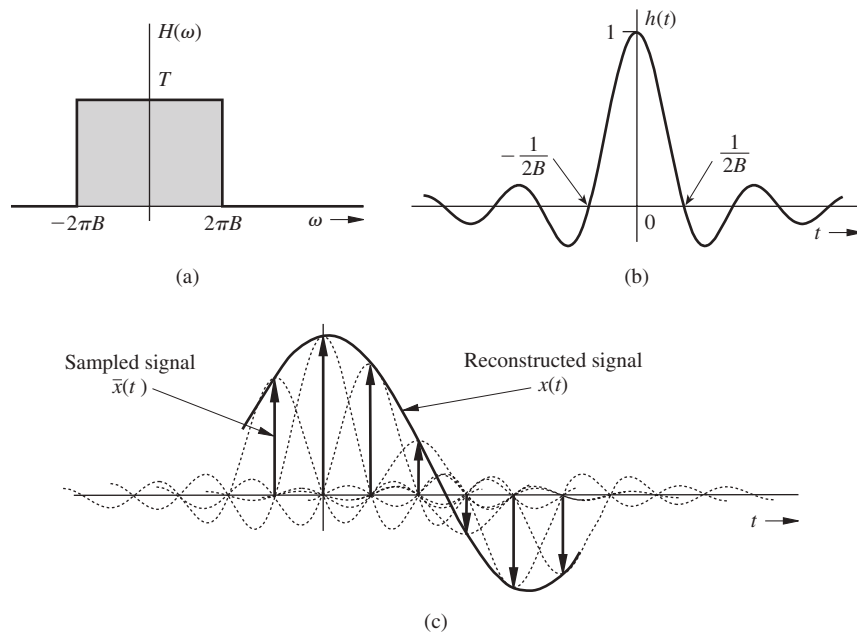 H(ω)
T
−2πB
2πB
ω
(a)
h(t)
1
− 1/2B
1/2B
0
t
(b)
Sampled signal
x̅(t)
Reconstructed signal
x(t)
t
(c)